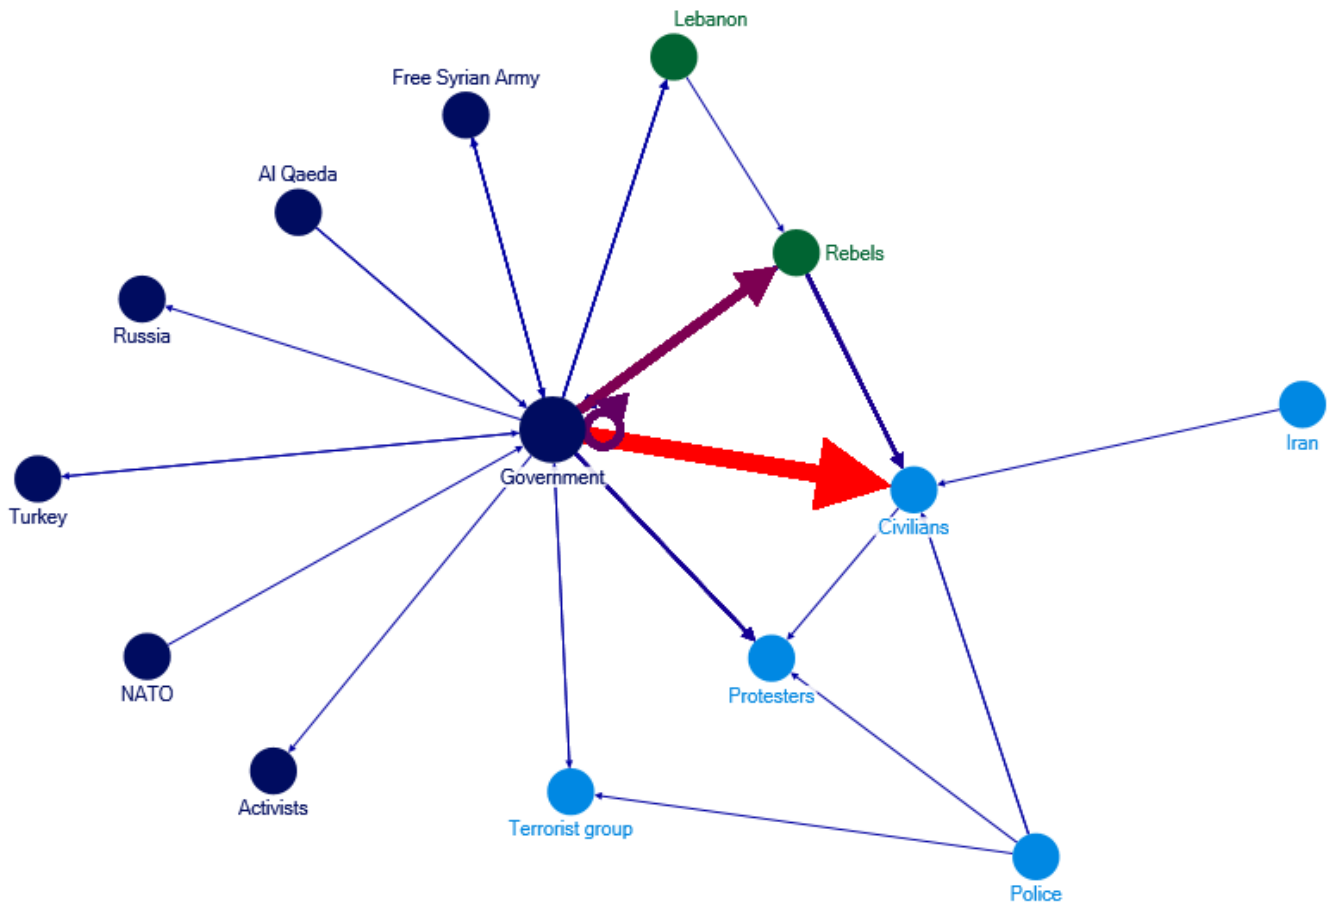 Lebanon
Free Syrian Army
Al Qaeda
Rebels
Russia
Iran
Government
Turkey
Civilians
NATO
Protesters
Activists
Terrorist group
Police